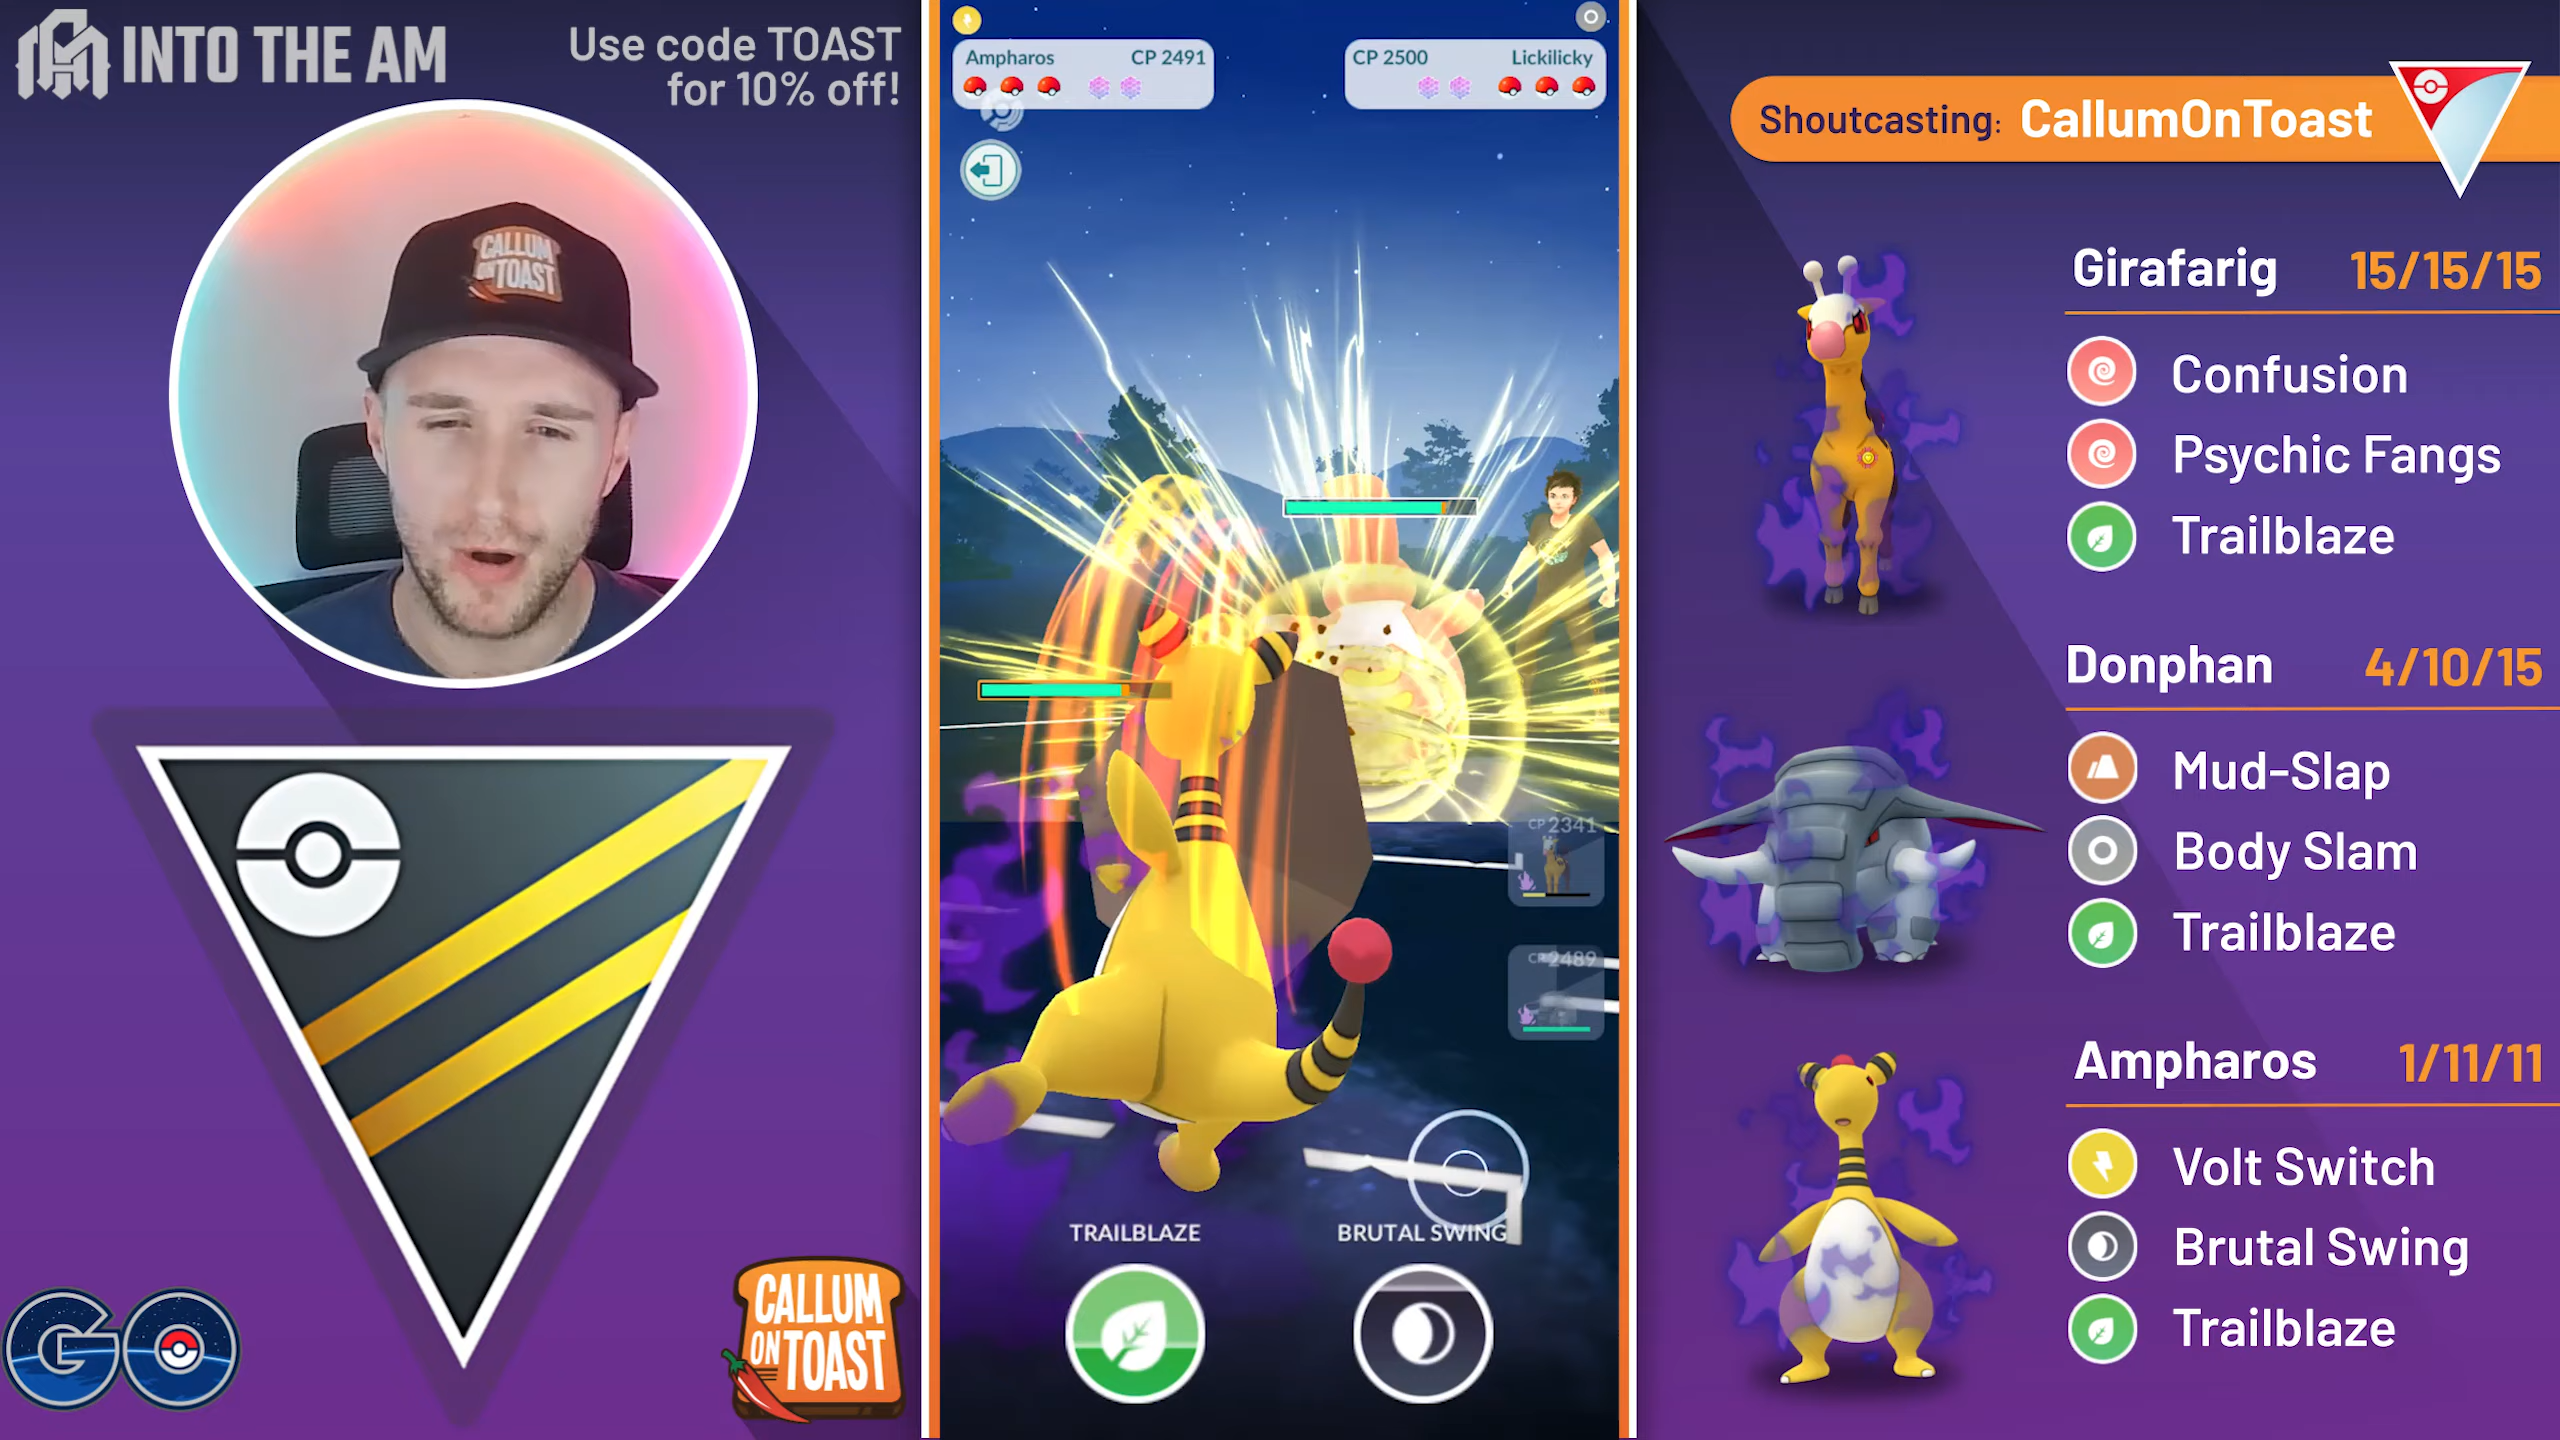 INTO THE AM
Use code TOAST
for 10% off!
CALLUM
ON TOAST
GO
CALLUM
ON TOAST
Ampharos CP 2491
CP 2500 Lickilicky
CP 2341
CP 2489
TRAILBLAZE
BRUTAL SWING
Shoutcasting: CallumOnToast
Girafarig 15/15/15
Confusion
Psychic Fangs
Trailblaze
Donphan 4/10/15
Mud-Slap
Body Slam
Trailblaze
Ampharos 1/11/11
Volt Switch
Brutal Swing
Trailblaze